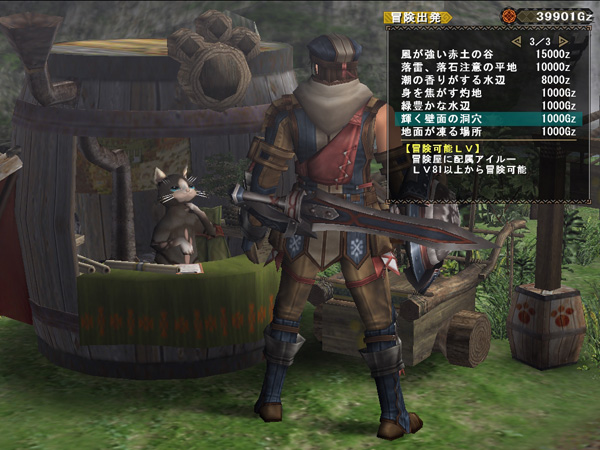 冒険出発
39901Gz
3/3
風が強い赤土の谷 15000z
落雷、落石注意の平地 10000z
潮の香りがする水辺 8000z
身を焦がす灼地 1000Gz
緑豊かな水辺 1000Gz
輝く壁面の洞穴 1000Gz
地面が凍る場所 1000Gz
【冒険可能LV】
冒険屋に配属アイルー
LV81以上から冒険可能